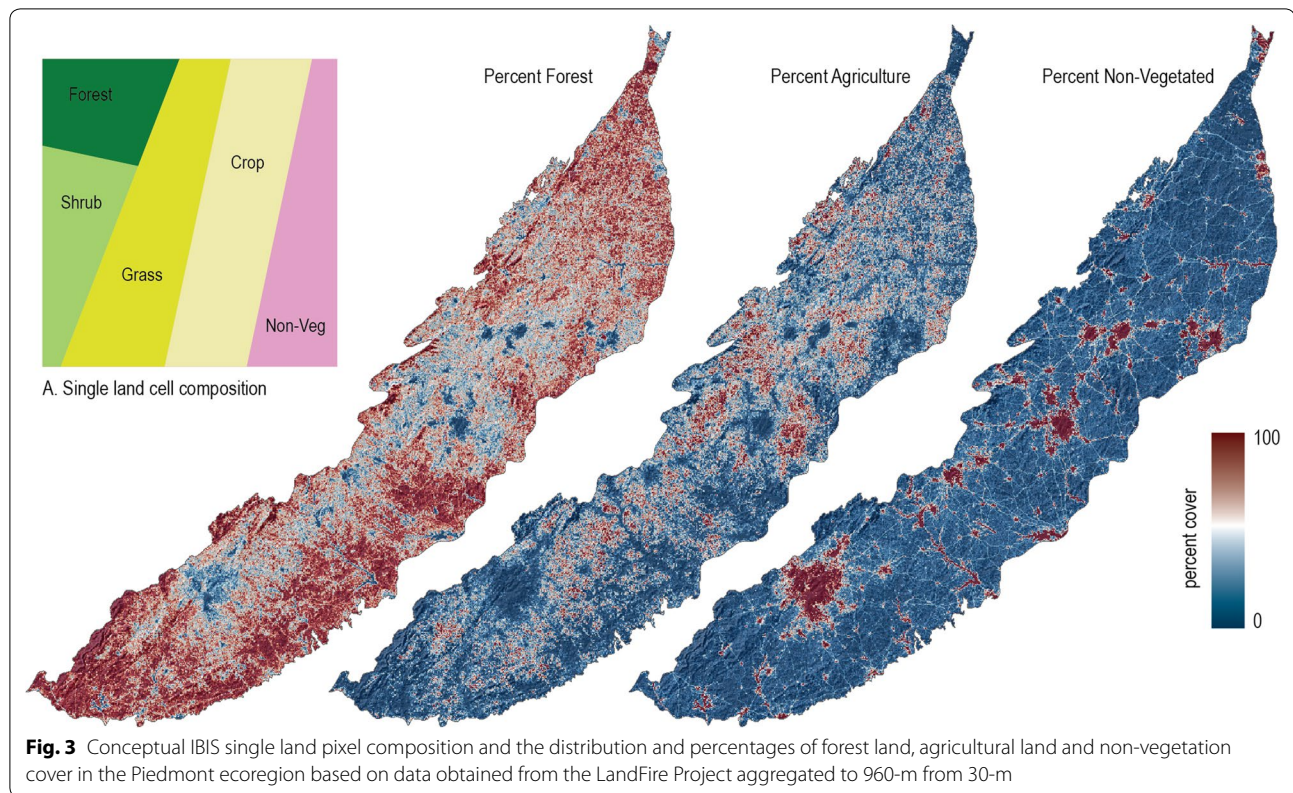 Percent Forest
Percent Agriculture
Percent Non-Vegetated
Forest
Crop
Shrub
Grass
Non-Veg
A. Single land cell composition
percent cover
100
0
Fig. 3 Conceptual IBIS single land pixel composition and the distribution and percentages of forest land, agricultural land and non-vegetation
cover in the Piedmont ecoregion based on data obtained from the LandFire Project aggregated to 960-m from 30-m